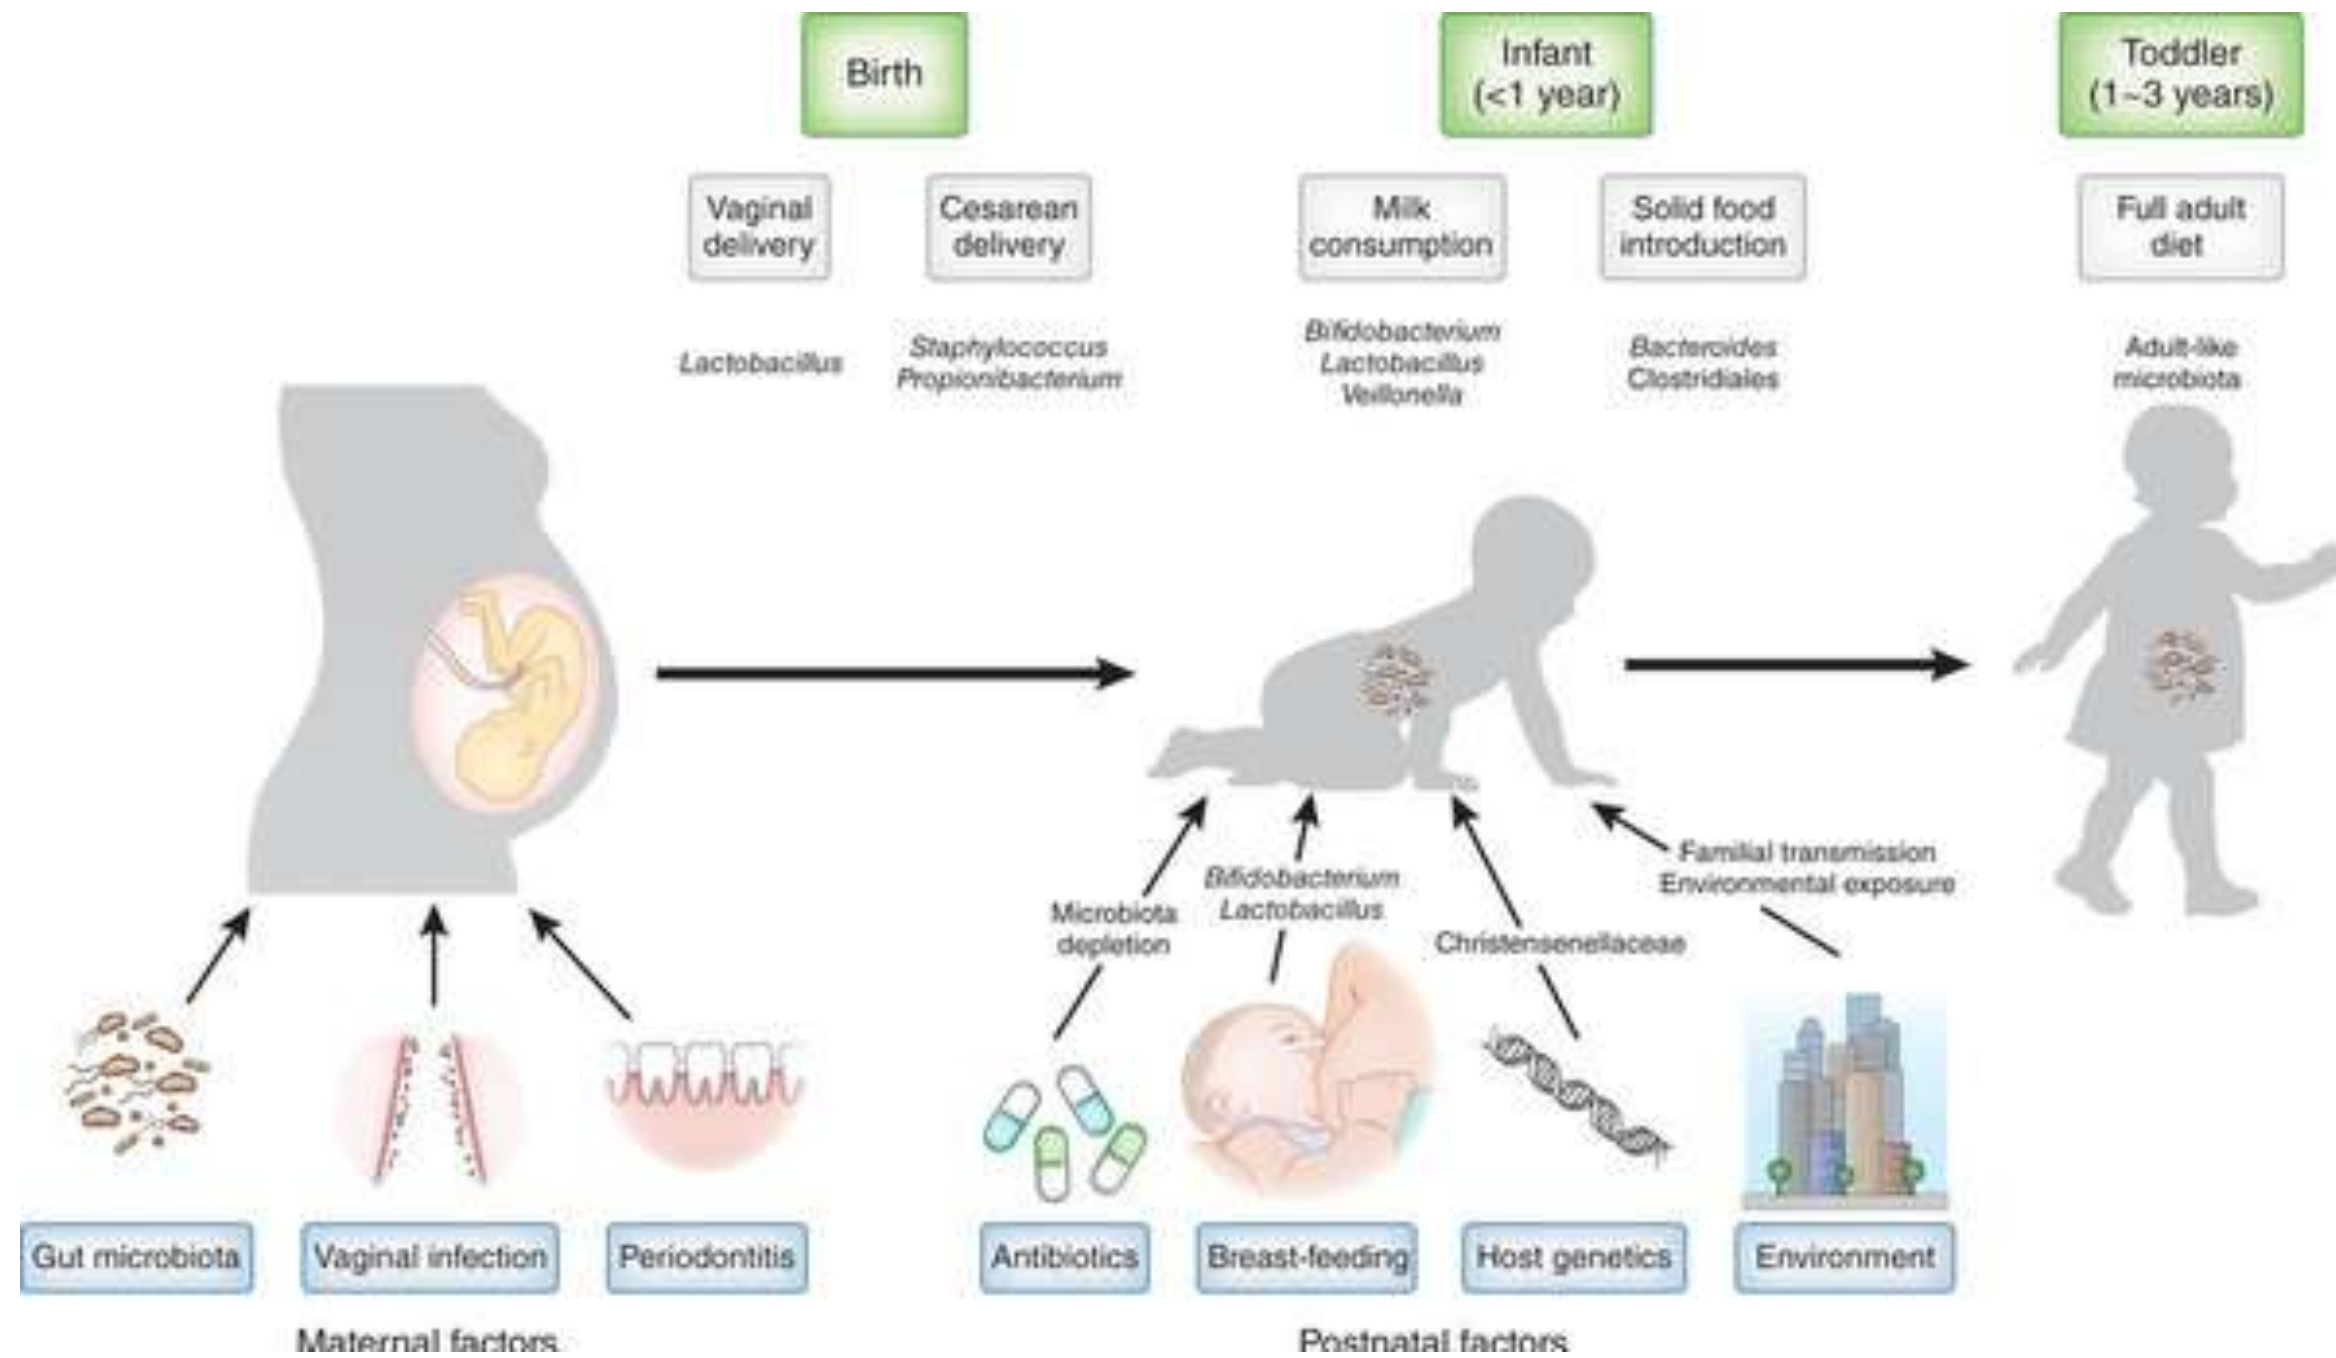 Birth
Infant
(<1 year)
Toddler
(1~3 years)
Vaginal
delivery
Cesarean
delivery
Milk
consumption
Solid food
introduction
Full adult
diet
Lactobacillus
Staphylococcus
Propionibacterium
Bifidobacterium
Lactobacillus
Veillonella
Bacteroides
Clostridiales
Adult-like
microbiota
Microbiota
depletion
Bifidobacterium
Lactobacillus
Christensenellaceae
Familial transmission
Environmental exposure
Gut microbiota
Vaginal infection
Periodontitis
Antibiotics
Breast-feeding
Host genetics
Environment
Maternal factors
Postnatal factors